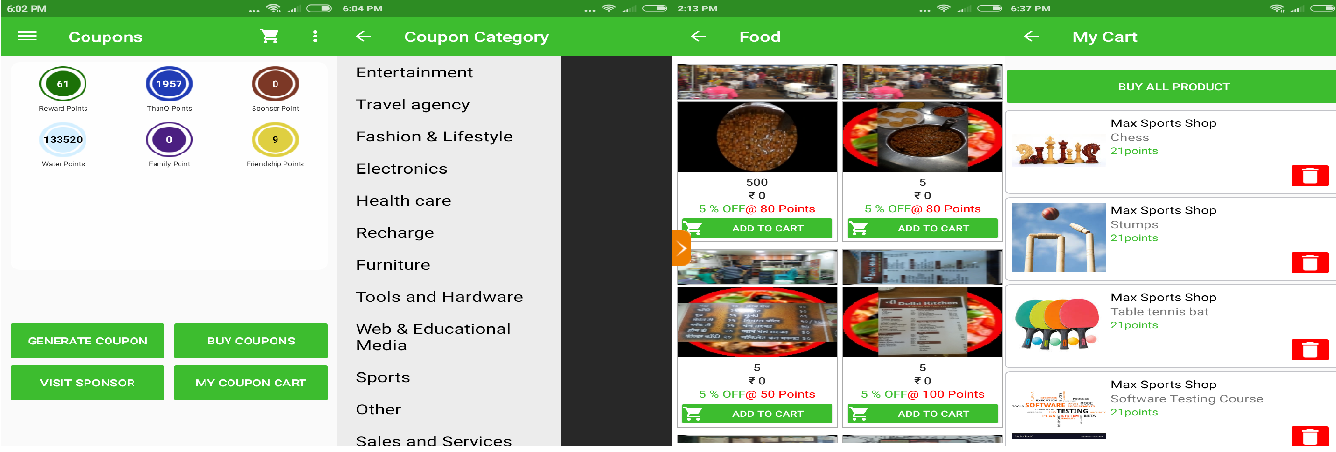 6:02 PM
Coupons
61
1957
0
Reward Points
ThanQ Points
Sponsor Point
133520
0
9
Water Points
Family Point
Friendship Points
GENERATE COUPON
BUY COUPONS
VISIT SPONSOR
MY COUPON CART
6:04 PM
Coupon Category
Entertainment
Travel agency
Fashion & Lifestyle
Electronics
Health care
Recharge
Furniture
Tools and Hardware
Web & Educational
Media
Sports
Other
Sales and Services
2:13 PM
Food
500
₹ 0
5 % OFF@ 80 Points
ADD TO CART
5
₹ 0
5 % OFF@ 80 Points
ADD TO CART
5
₹ 0
5 % OFF@ 50 Points
ADD TO CART
Delhi Kitchen
5
₹ 0
5 % OFF@ 100 Points
ADD TO CART
6:37 PM
My Cart
BUY ALL PRODUCT
Max Sports Shop
Chess
21points
Max Sports Shop
Stumps
21points
Max Sports Shop
Table tennis bat
21points
SOFTWARE
TESTING
Max Sports Shop
Software Testing Course
21points